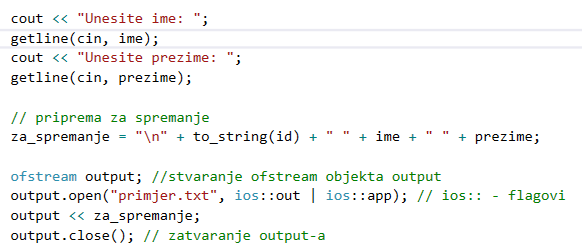 cout << "Unesite ime: ";
getline(cin, ime);
cout << "Unesite prezime: ";
getline(cin, prezime);
// priprema za spremanje
za_spremanje = "\n" + to_string(id) + " " + ime + " " + prezime;
ofstream output; //stvaranje ofstream objekta output
output.open("primjer.txt", ios::out | ios::app); // ios:: - flagovi
output << za_spremanje;
output.close(); // zatvaranje output-a